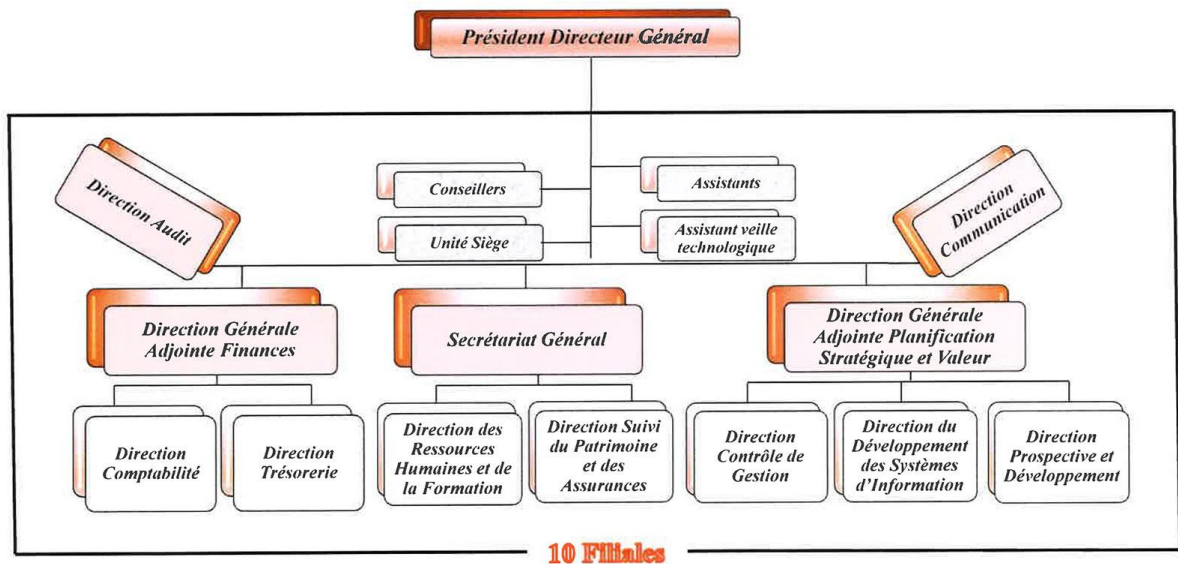 Président Directeur Général
Direction Audit
Conseillers
Assistants
Unité Siège
Assistant veille
technologique
Direction
Communication
Direction Générale
Adjointe Finances
Secrétariat Général
Direction Générale
Adjointe Planification
Stratégique et Valeur
Direction
Comptabilité
Direction
Trésorerie
Direction des
Ressources
Humaines et de
la Formation
Direction Suivi
du Patrimoine
et des
Assurances
Direction
Contrôle de
Gestion
Direction du
Développement
des Systèmes
d'Information
Direction
Prospective et
Développement
10 Filiales